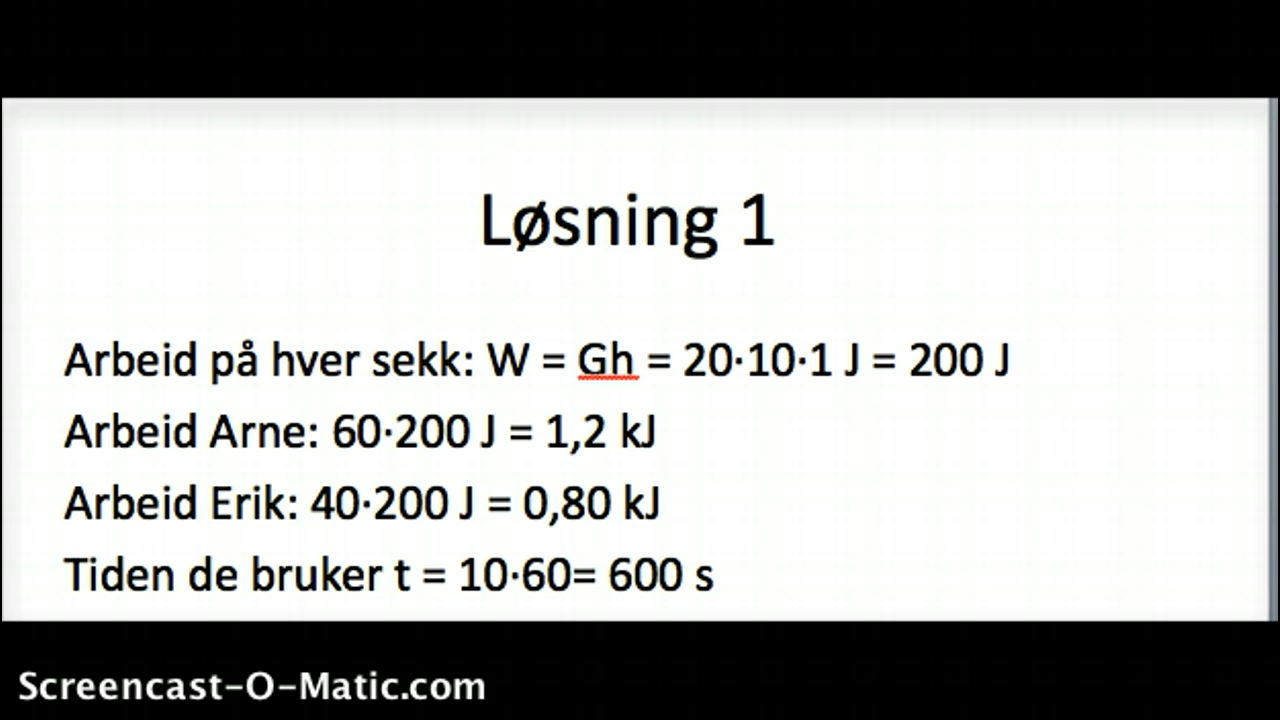 Løsning 1
Arbeid på hver sekk: W = Gh = 20·10·1 J = 200 J
Arbeid Arne: 60·200 J = 1,2 kJ
Arbeid Erik: 40·200 J = 0,80 kJ
Tiden de bruker t = 10·60= 600 s
Screencast-O-Matic.com